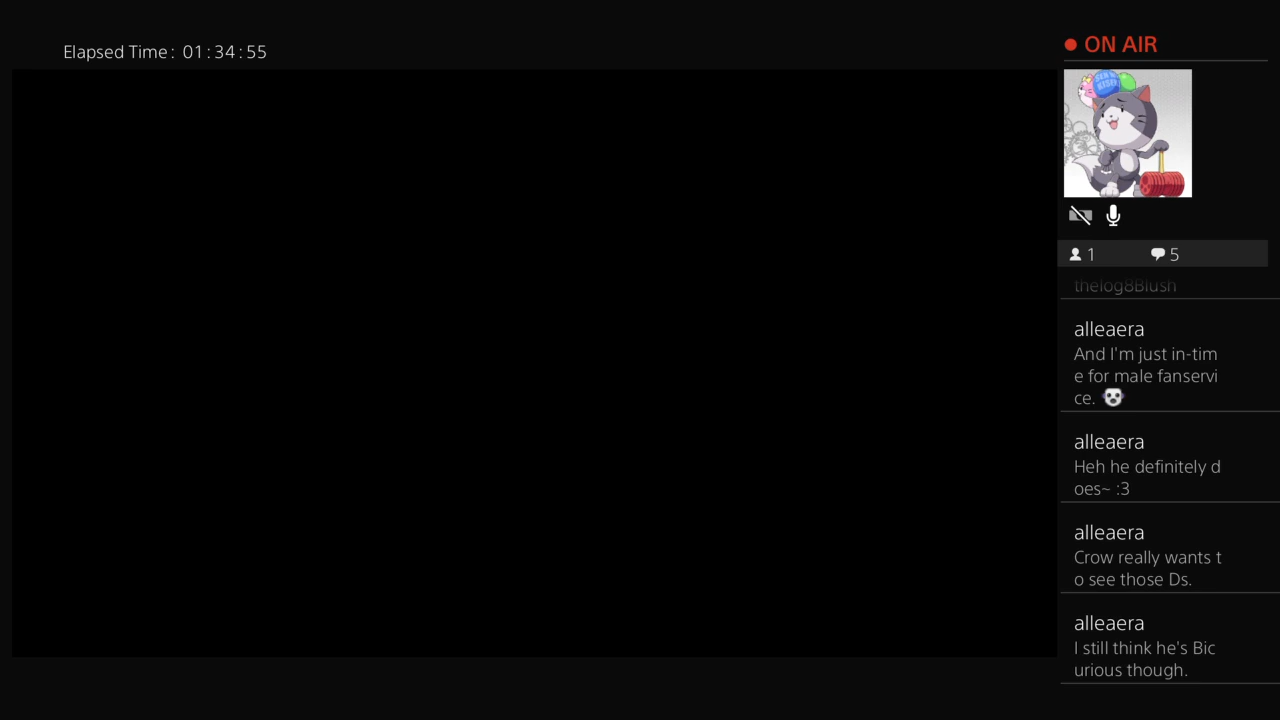 Elapsed Time: 01:34:55
ON AIR
1
5
thelog8Blush
alleaera
And I'm just in-tim
e for male fanservi
ce.
alleaera
Heh he definitely d
oes~ :3
alleaera
Crow really wants t
o see those Ds.
alleaera
I still think he's Bic
urious though.